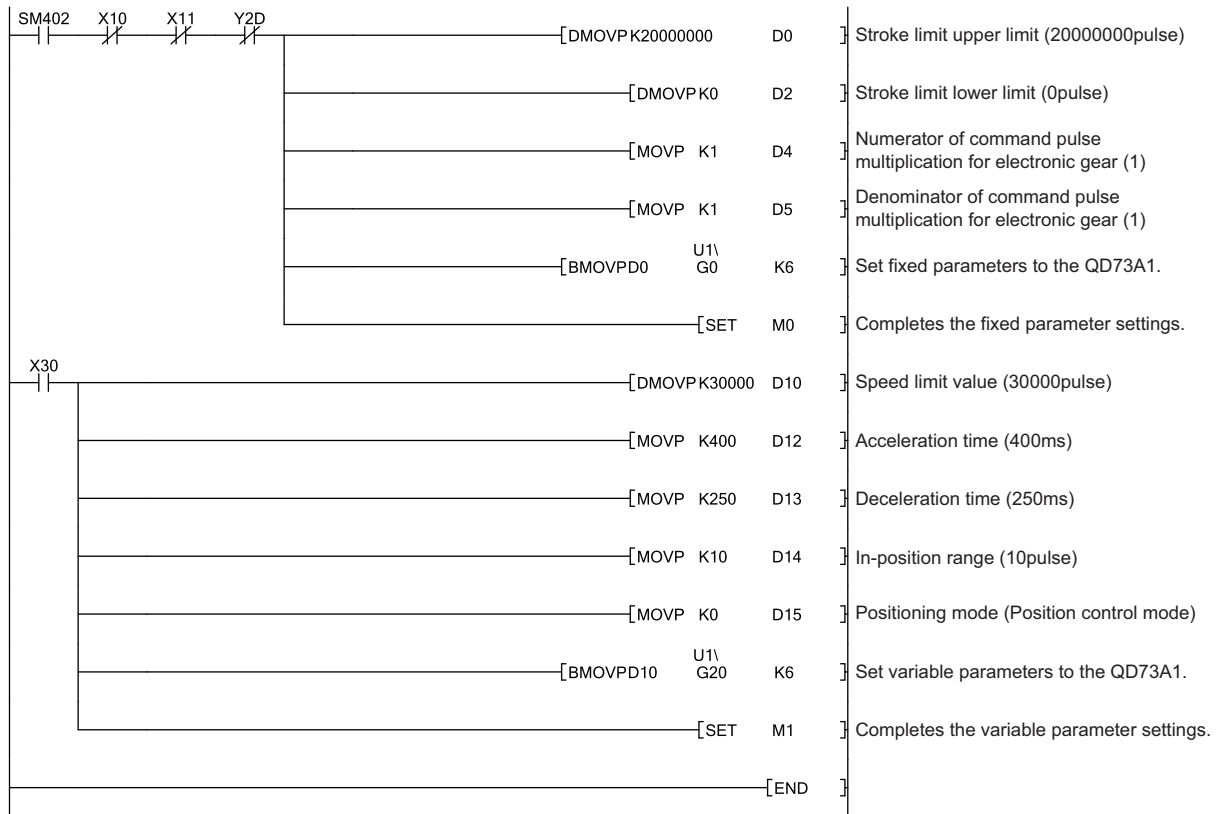 SM402 X10 X11 Y2D
[DMOVP K20000000 D0 ] Stroke limit upper limit (20000000pulse)
[DMOVP K0 D2 ] Stroke limit lower limit (0pulse)
[MOVP K1 D4 ] Numerator of command pulse
multiplication for electronic gear (1)
[MOVP K1 D5 ] Denominator of command pulse
multiplication for electronic gear (1)
U1\
[BMOVPD0 G0 K6 ] Set fixed parameters to the QD73A1.
[SET M0 ] Completes the fixed parameter settings.
X30
[DMOVP K30000 D10 ] Speed limit value (30000pulse)
[MOVP K400 D12 ] Acceleration time (400ms)
[MOVP K250 D13 ] Deceleration time (250ms)
[MOVP K10 D14 ] In-position range (10pulse)
[MOVP K0 D15 ] Positioning mode (Position control mode)
U1\
[BMOVPD10 G20 K6 ] Set variable parameters to the QD73A1.
[SET M1 ] Completes the variable parameter settings.
[END ]